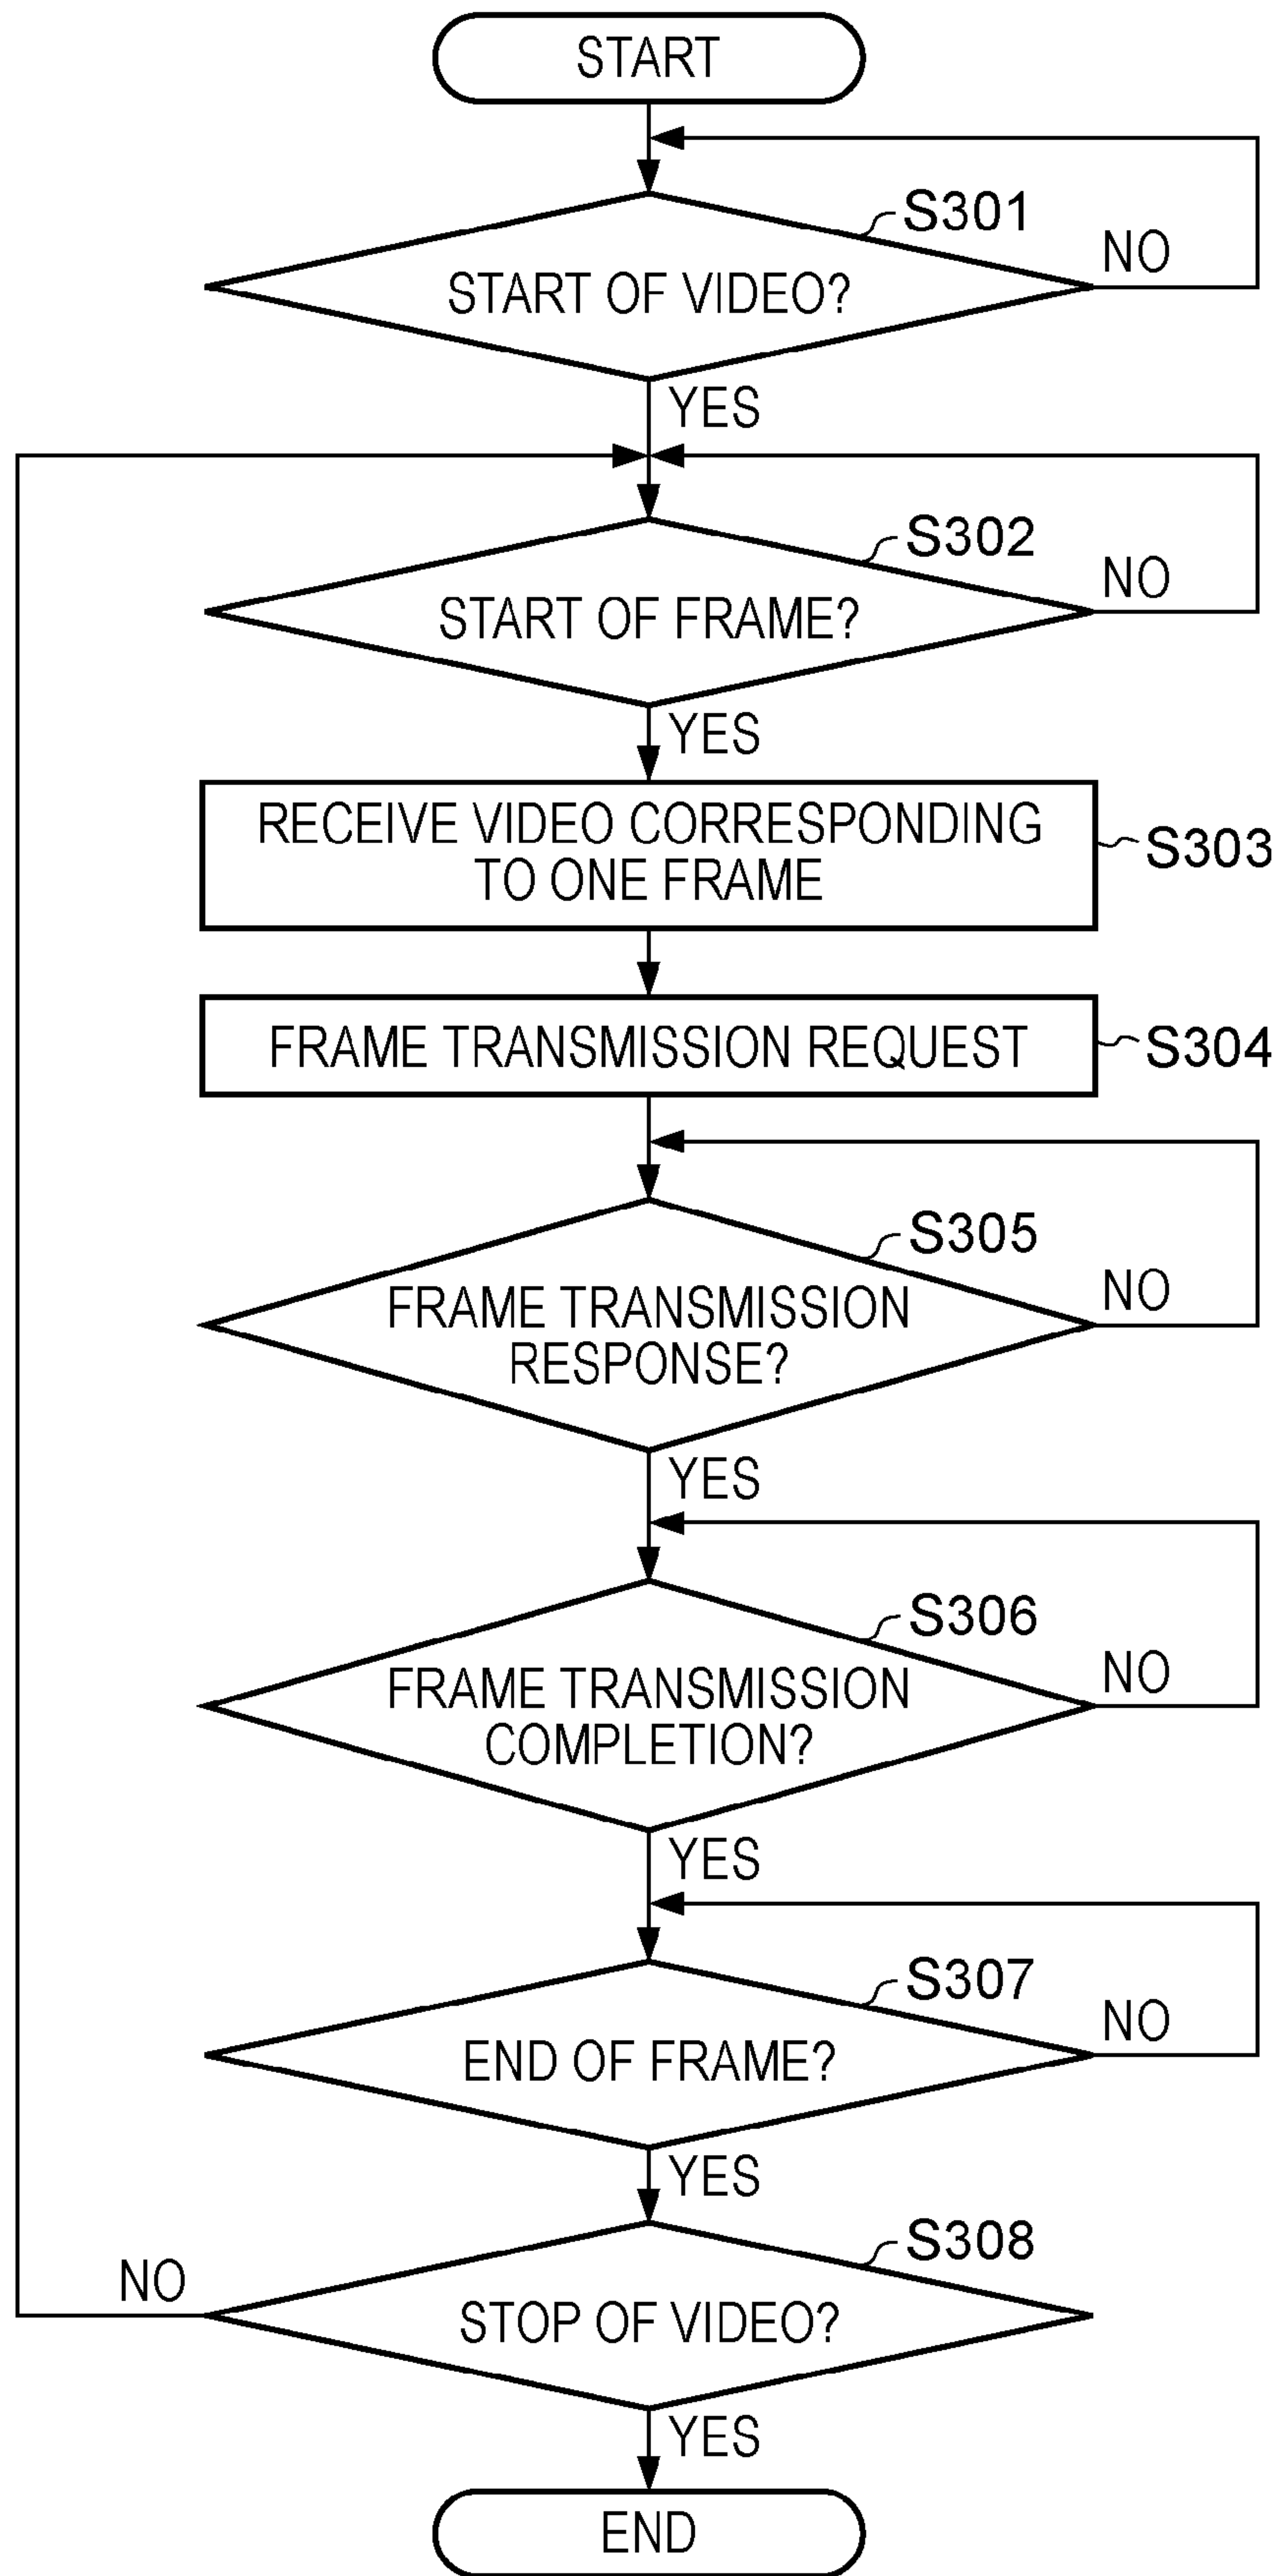 START
S301
START OF VIDEO?
NO
YES
S302
START OF FRAME?
NO
YES
RECEIVE VIDEO CORRESPONDING
TO ONE FRAME
S303
FRAME TRANSMISSION REQUEST
S304
S305
FRAME TRANSMISSION
RESPONSE?
NO
YES
S306
FRAME TRANSMISSION
COMPLETION?
NO
YES
S307
END OF FRAME?
NO
YES
S308
STOP OF VIDEO?
NO
YES
END